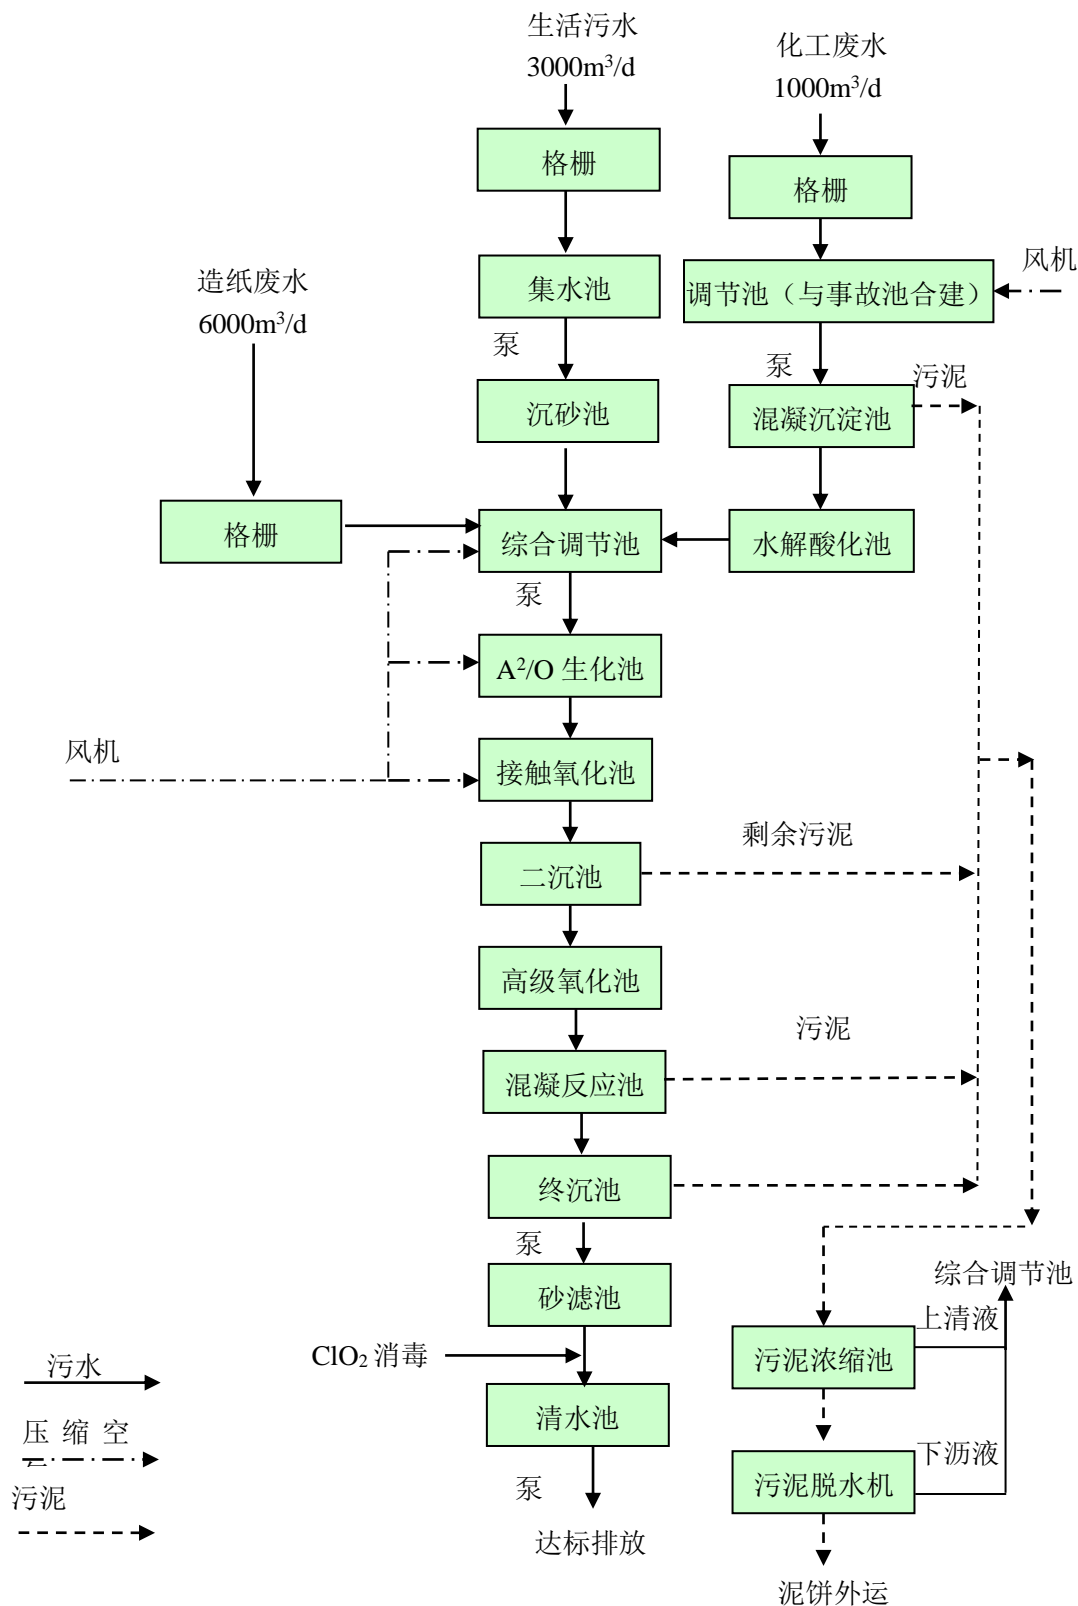 生活污水
3000m³/d
化工废水
1000m³/d
格栅
格栅
造纸废水
6000m³/d
集水池
调节池（与事故池合建）
风机
泵
泵
污泥
沉砂池
混凝沉淀池
格栅
综合调节池
水解酸化池
泵
A²/O 生化池
风机
接触氧化池
剩余污泥
二沉池
高级氧化池
污泥
混凝反应池
终沉池
泵
综合调节池
砂滤池
上清液
ClO₂ 消毒
污泥浓缩池
污水
清水池
压 缩 空
下沥液
泵
污泥脱水机
污泥
达标排放
泥饼外运